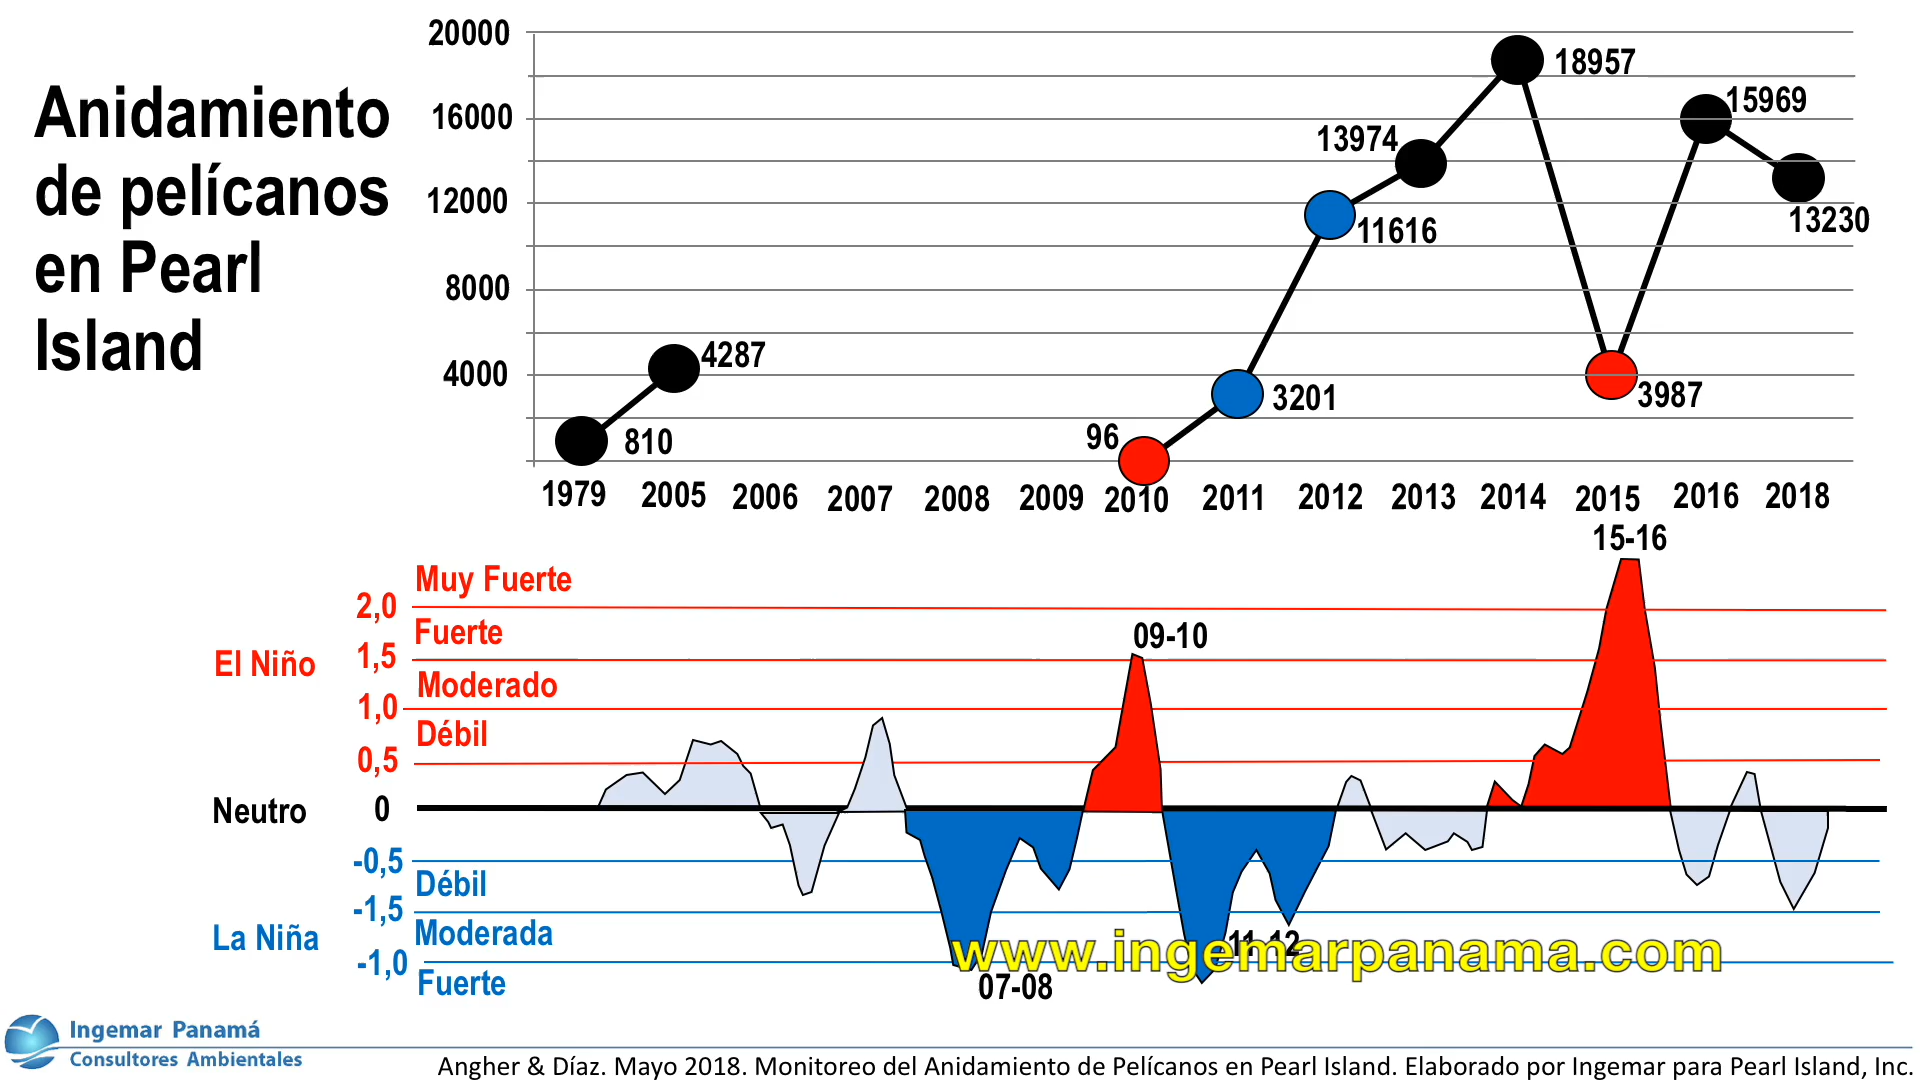 Anidamiento
de pelícanos
en Pearl
Island
20000
16000
12000
8000
4000
810
4287
96
3201
11616
13974
18957
3987
15969
13230
1979 2005 2006 2007 2008 2009 2010 2011 2012 2013 2014 2015 2016 2018
15-16
09-10
El Niño
Muy Fuerte
2,0
Fuerte
1,5
Moderado
1,0
Débil
0,5
Neutro
0
-0,5
Débil
-1,5
La Niña
Moderada
-1,0
Fuerte
07-08
11-12
www.ingemarpanama.com
Ingemar Panamá
Consultores Ambientales
Angher & Díaz. Mayo 2018. Monitoreo del Anidamiento de Pelícanos en Pearl Island. Elaborado por Ingemar para Pearl Island, Inc.